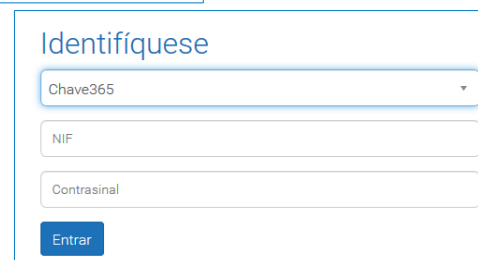 Identifíquese
Chave365
NIF
Contrasinal
Entrar